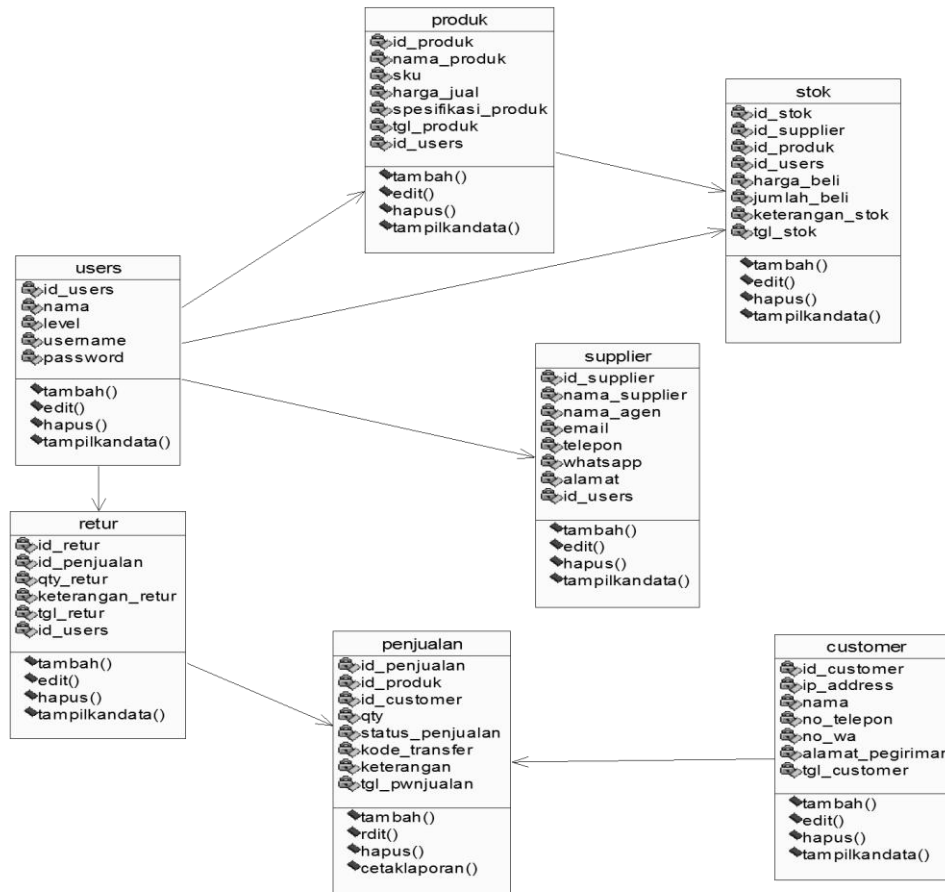 produk
id_produk
nama_produk
sku
harga_jual
spesifikasi_produk
tgl_produk
id_users
tambah()
edit()
hapus()
tampilkandata()
stok
id_stok
id_supplier
id_produk
id_users
harga_beli
jumlah_beli
keterangan_stok
tgl_stok
tambah()
edit()
hapus()
tampilkandata()
users
id_users
nama
level
username
password
tambah()
edit()
hapus()
tampilkandata()
supplier
id_supplier
nama_supplier
nama_agen
email
telepon
whatsapp
alamat
id_users
tambah()
edit()
hapus()
tampilkandata()
retur
id_retur
id_penjualan
qty_retur
keterangan_retur
tgl_retur
id_users
tambah()
edit()
hapus()
tampilkandata()
penjualan
id_penjualan
id_produk
id_customer
qty
status_penjualan
kode_transfer
keterangan
tgl_pwnjualan
tambah()
rdit()
hapus()
cetaklaporan()
customer
id_customer
ip_address
nama
no_telepon
no_wa
alamat_pegiriman
tgl_customer
tambah()
edit()
hapus()
tampilkandata()